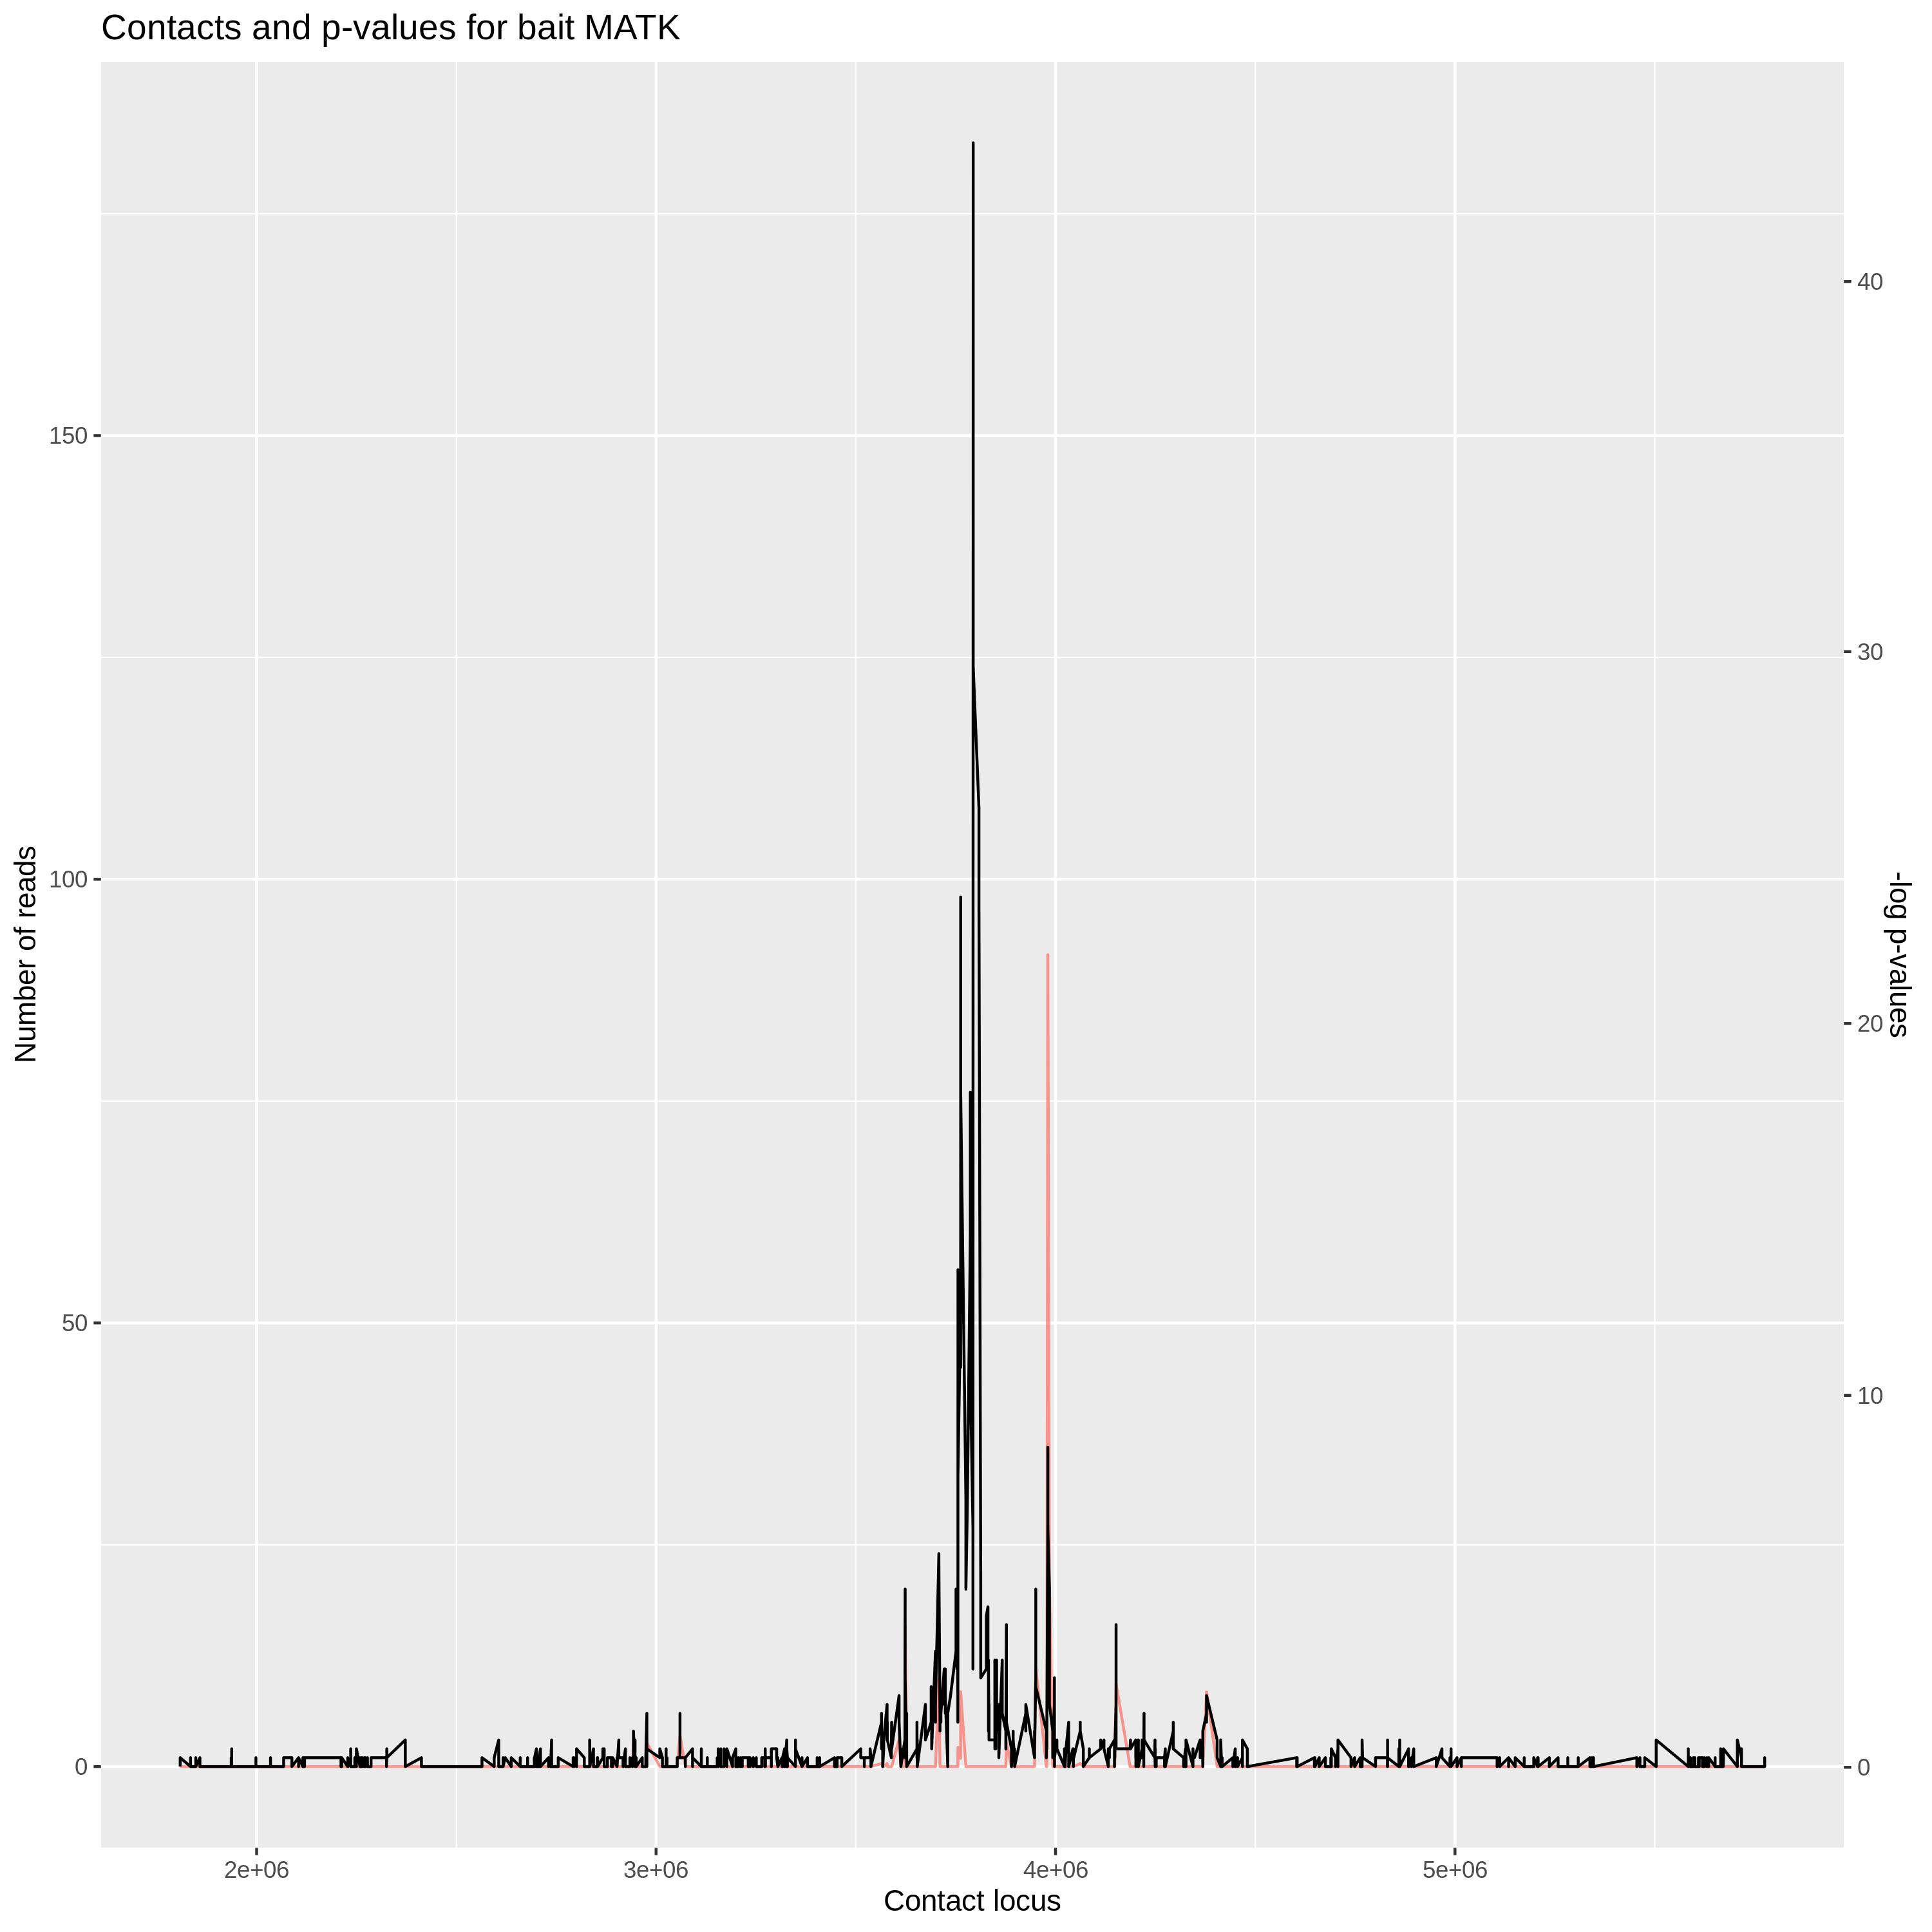 Contacts and p-values for bait MATK
Number of reads
150
100
50
0
40
30
20
10
0
-log p-values
2e+06
3e+06
4e+06
5e+06
Contact locus